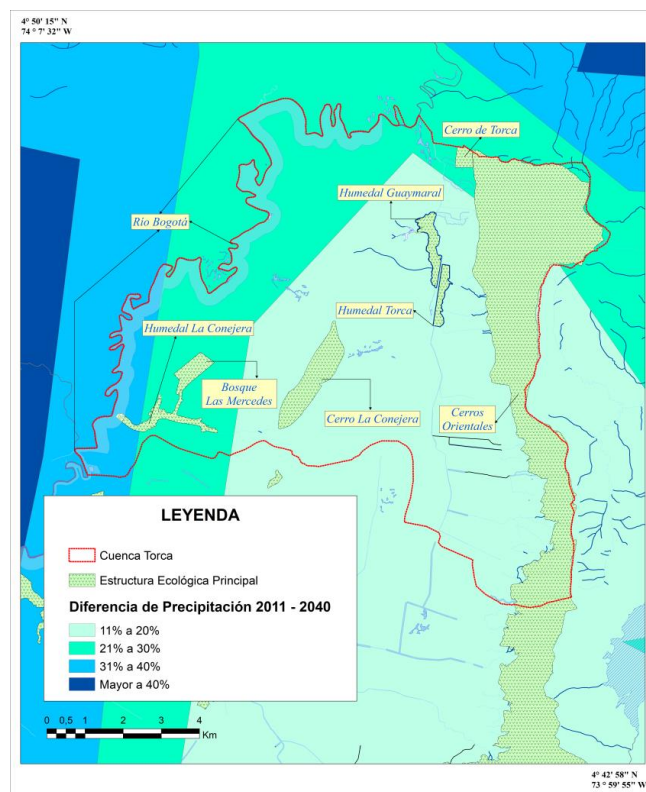 4° 50' 15" N
74 ° 7' 32" W
Cerro de Torca
Humedal Guaymaral
Río Bogotá
Humedal Torca
Humedal La Conejera
Bosque
Las Mercedes
Cerro La Conejera
Cerros
Orientales
LEYENDA
Cuenca Torca
Estructura Ecológica Principal
Diferencia de Precipitación 2011 - 2040
11% a 20%
21% a 30%
31% a 40%
Mayor a 40%
0 0,5 1 2 3 4
Km
4° 42' 58" N
73 ° 59' 55" W